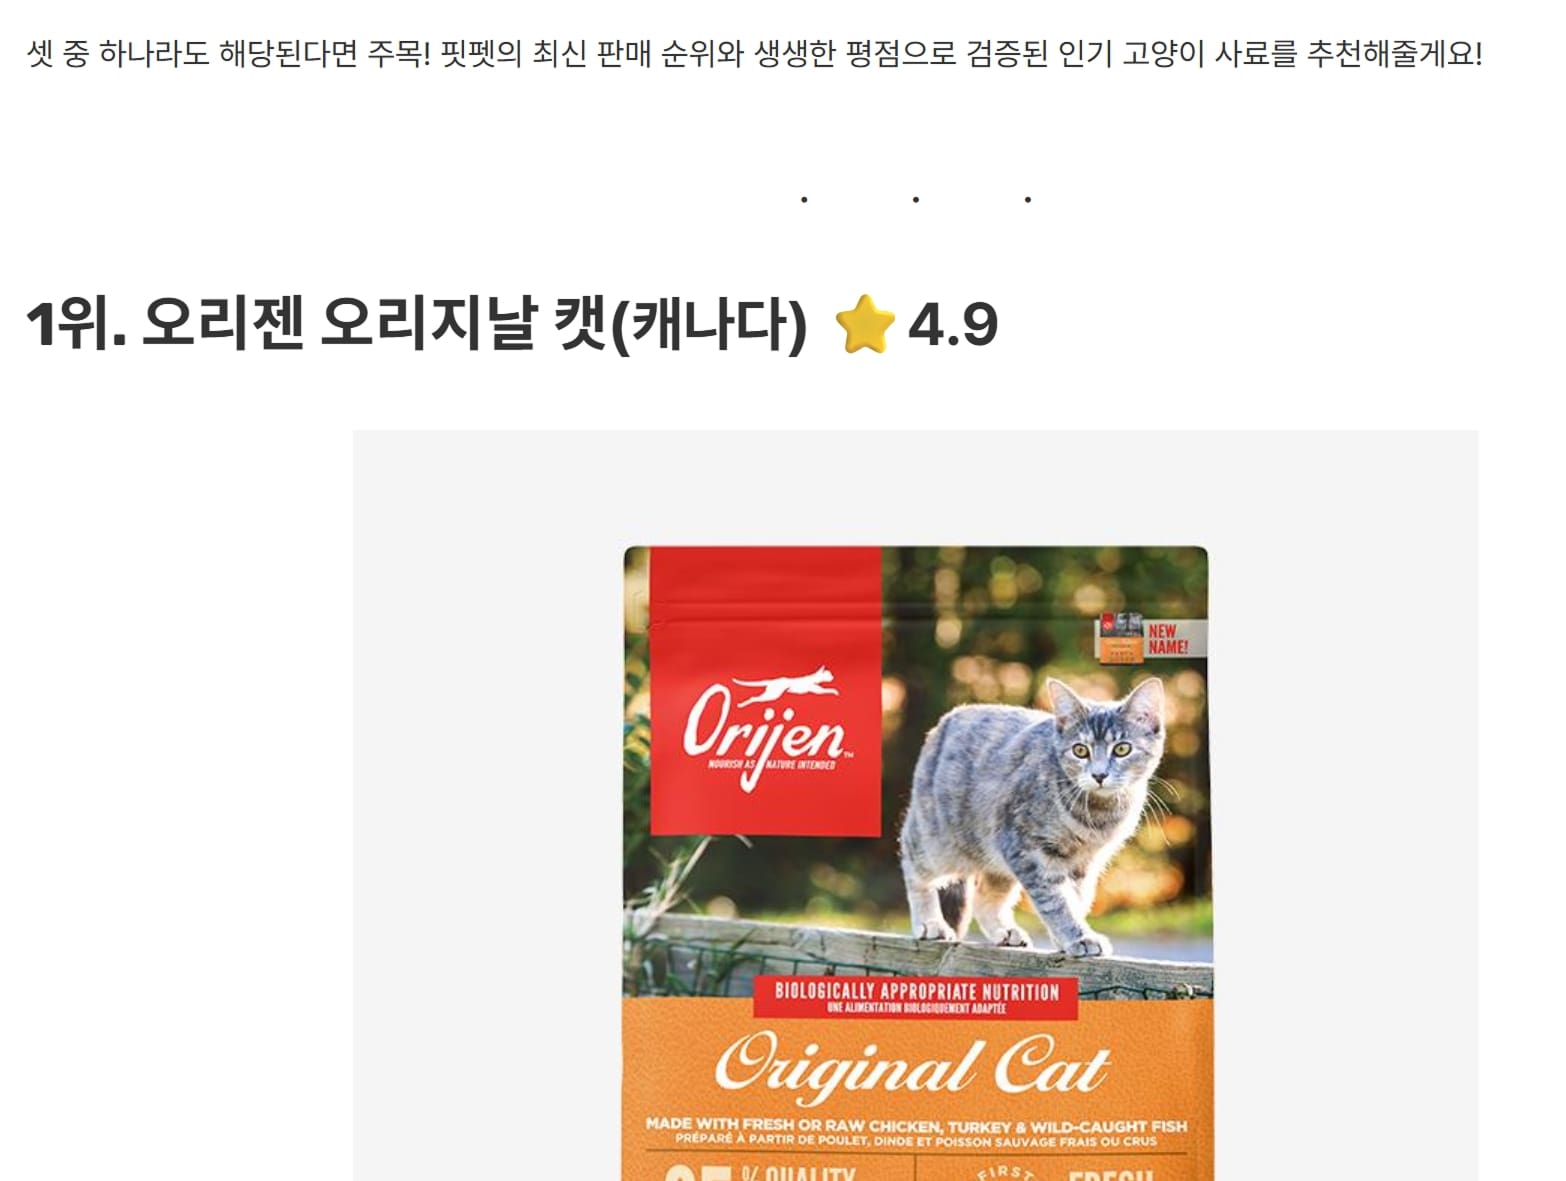 셋 중 하나라도 해당된다면 주목! 핏펫의 최신 판매 순위와 생생한 평점으로 검증된 인기 고양이 사료를 추천해줄게요!
1위. 오리젠 오리지날 캣(캐나다) ⭐ 4.9
NEW
NAME!
Orijen™
NOURISH AS NATURE INTENDED
BIOLOGICALLY APPROPRIATE NUTRITION
UNE ALIMENTATION BIOLOGIQUEMENT ADAPTÉE
Original Cat
MADE WITH FRESH OR RAW CHICKEN, TURKEY & WILD-CAUGHT FISH
PRÉPARÉ À PARTIR DE POULET, DINDE ET POISSON SAUVAGE FRAIS OU CRUS
% QUALITY
FIRST
FRESH